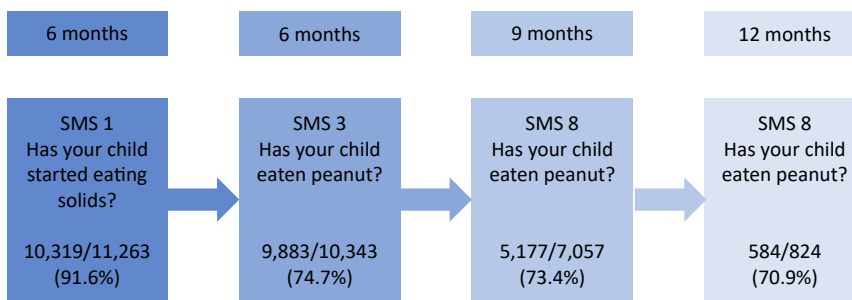 6 months
6 months
9 months
12 months
SMS 1
Has your child
started eating
solids?
10,319/11,263
(91.6%)
SMS 3
Has your child
eaten peanut?
9,883/10,343
(74.7%)
SMS 8
Has your child
eaten peanut?
5,177/7,057
(73.4%)
SMS 8
Has your child
eaten peanut?
584/824
(70.9%)